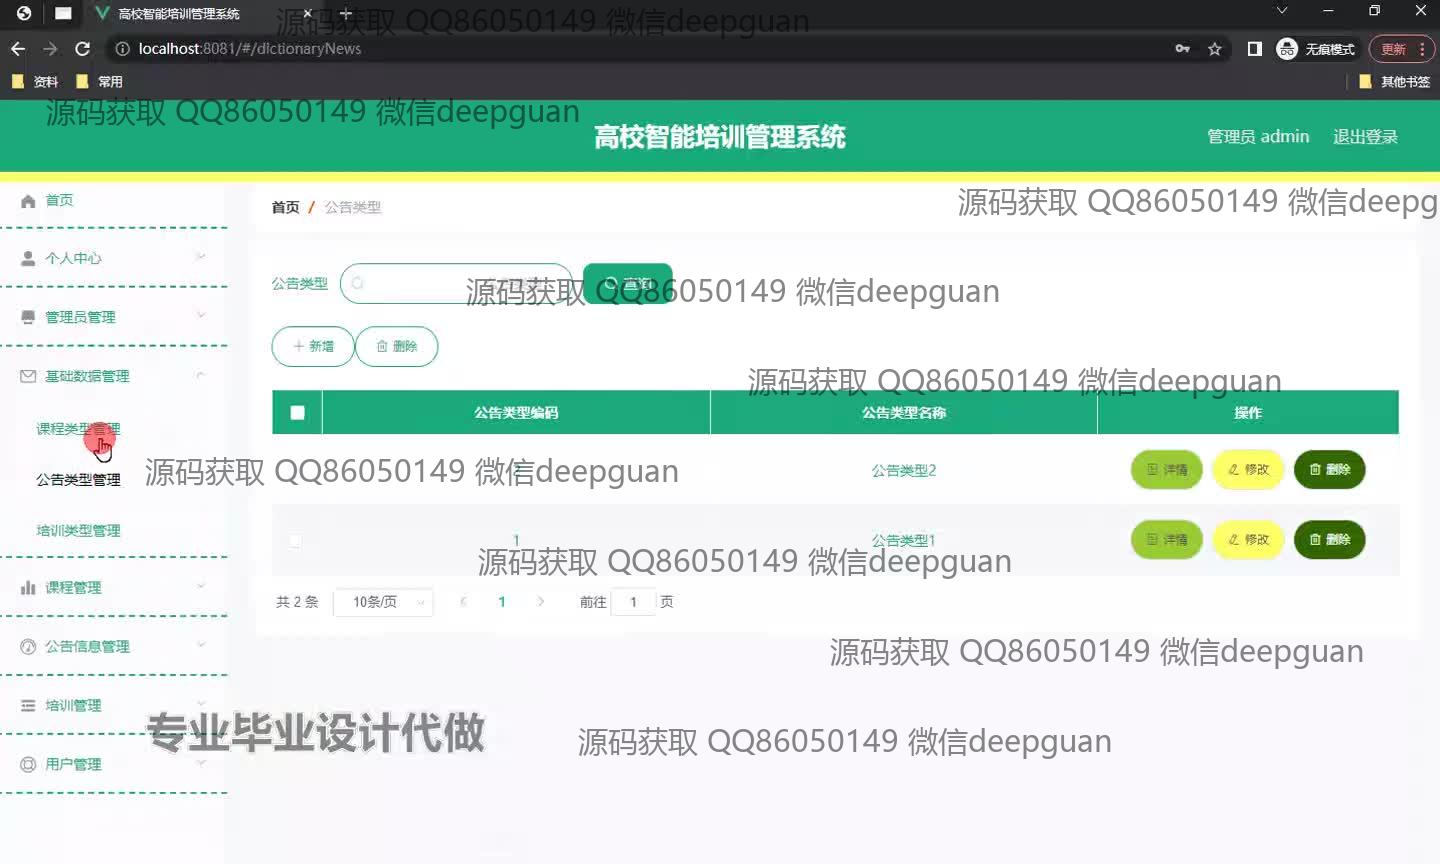 高校智能培训管理系统
源码获取 QQ86050149 微信deepguan
localhost:8081/#/dictionaryNews
无痕模式
更新
资料
常用
其他书签
源码获取 QQ86050149 微信deepguan
高校智能培训管理系统
管理员 admin
退出登录
首页
首页 / 公告类型
源码获取 QQ86050149 微信deepg
个人中心
公告类型
查询
源码获取 QQ86050149 微信deepguan
管理员管理
新增
删除
基础数据管理
源码获取 QQ86050149 微信deepguan
公告类型编码
公告类型名称
操作
课程类型管理
公告类型管理
源码获取 QQ86050149 微信deepguan
公告类型2
详情
修改
删除
培训类型管理
1
公告类型1
详情
修改
删除
源码获取 QQ86050149 微信deepguan
课程管理
共 2 条
10条/页
1
前往 1 页
公告信息管理
源码获取 QQ86050149 微信deepguan
培训管理
专业毕业设计代做
源码获取 QQ86050149 微信deepguan
用户管理